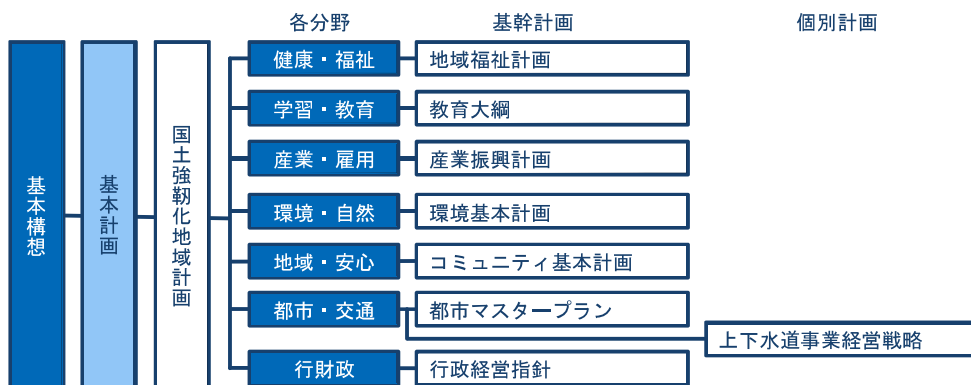 各分野
基幹計画
個別計画
基本構想
基本計画
国土強靭化地域計画
健康・福祉
地域福祉計画
学習・教育
教育大綱
産業・雇用
産業振興計画
環境・自然
環境基本計画
地域・安心
コミュニティ基本計画
都市・交通
都市マスタープラン
上下水道事業経営戦略
行財政
行政経営指針